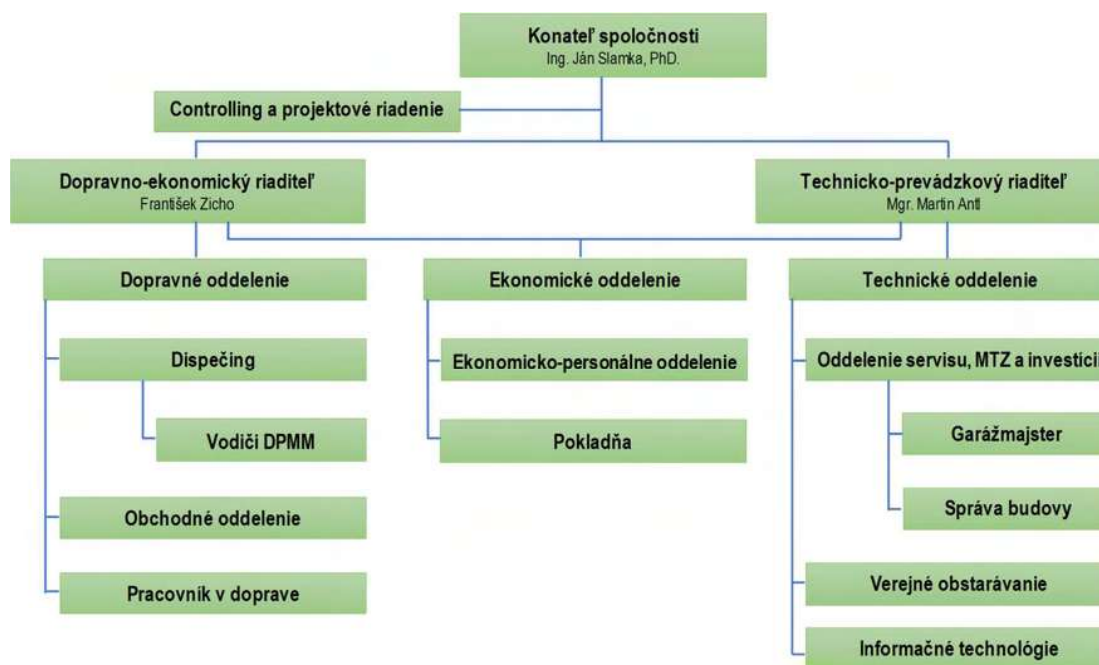 Konateľ spoločnosti
Ing. Ján Slamka, PhD.
Controlling a projektové riadenie
Dopravno-ekonomický riaditeľ
František Zicho
Technicko-prevádzkový riaditeľ
Mgr. Martin Antl
Dopravné oddelenie
Ekonomické oddelenie
Technické oddelenie
Dispečing
Ekonomicko-personálne oddelenie
Oddelenie servisu, MTZ a investícií
Vodiči DPMM
Pokladňa
Garážmajster
Obchodné oddelenie
Správa budovy
Pracovník v doprave
Verejné obstarávanie
Informačné technológie